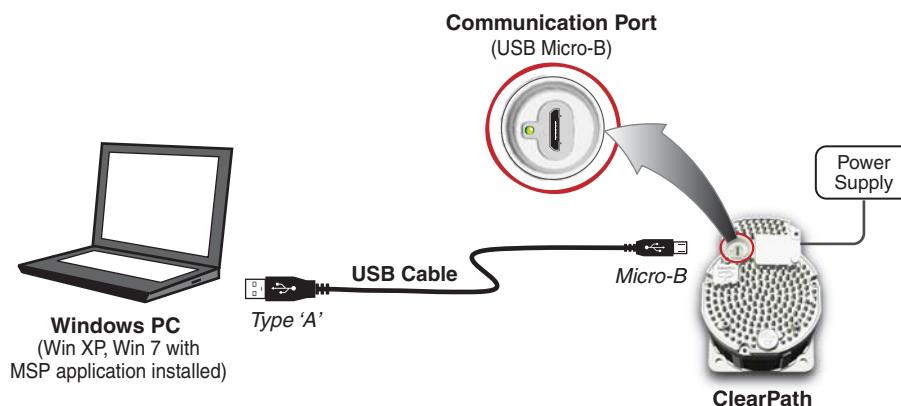 Communication Port
(USB Micro-B)
Power
Supply
USB Cable
Micro-B
Type ‘A’
Windows PC
(Win XP, Win 7 with
MSP application installed)
ClearPath